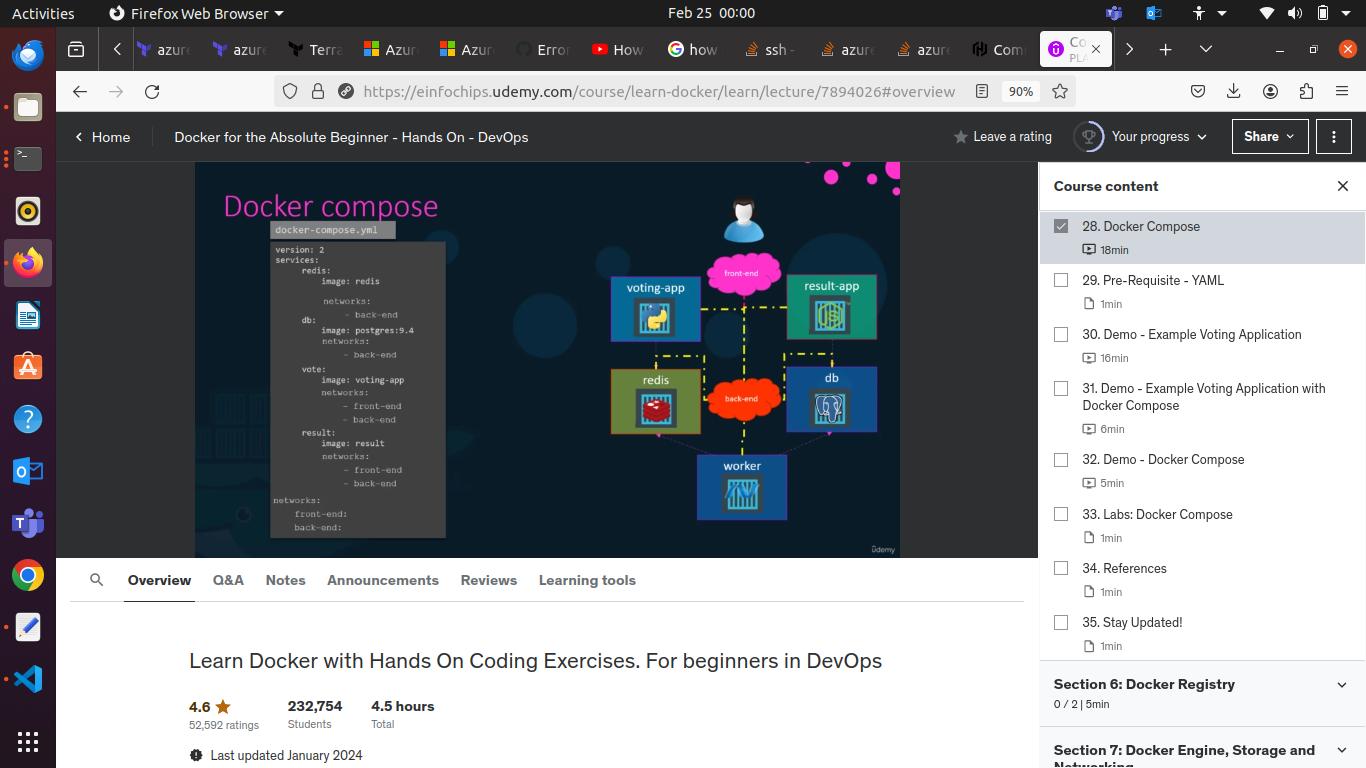 Activities
Firefox Web Browser
Feb 25 00:00
azure
azure
Terra
Azur
Azur
Error
How
how
ssh -
azure
azure
Com
Co
PLA
https://einfochips.udemy.com/course/learn-docker/learn/lecture/7894026#overview
90%
Home
Docker for the Absolute Beginner - Hands On - DevOps
Leave a rating
Your progress
Share
Docker compose
docker-compose.yml
version: 2
services:
redis:
image: redis
networks:
- back-end
db:
image: postgres:9.4
networks:
- back-end
vote:
image: voting-app
networks:
- front-end
- back-end
result:
image: result
networks:
- front-end
- back-end
networks:
front-end:
back-end:
front-end
voting-app
result-app
redis
back-end
db
worker
ûdemy
Course content
28. Docker Compose
18min
29. Pre-Requisite - YAML
1min
30. Demo - Example Voting Application
16min
31. Demo - Example Voting Application with
Docker Compose
6min
32. Demo - Docker Compose
5min
33. Labs: Docker Compose
1min
34. References
1min
35. Stay Updated!
1min
Section 6: Docker Registry
0 / 2 | 5min
Section 7: Docker Engine, Storage and
Networking
Overview
Q&A
Notes
Announcements
Reviews
Learning tools
Learn Docker with Hands On Coding Exercises. For beginners in DevOps
4.6
52,592 ratings
232,754
Students
4.5 hours
Total
Last updated January 2024